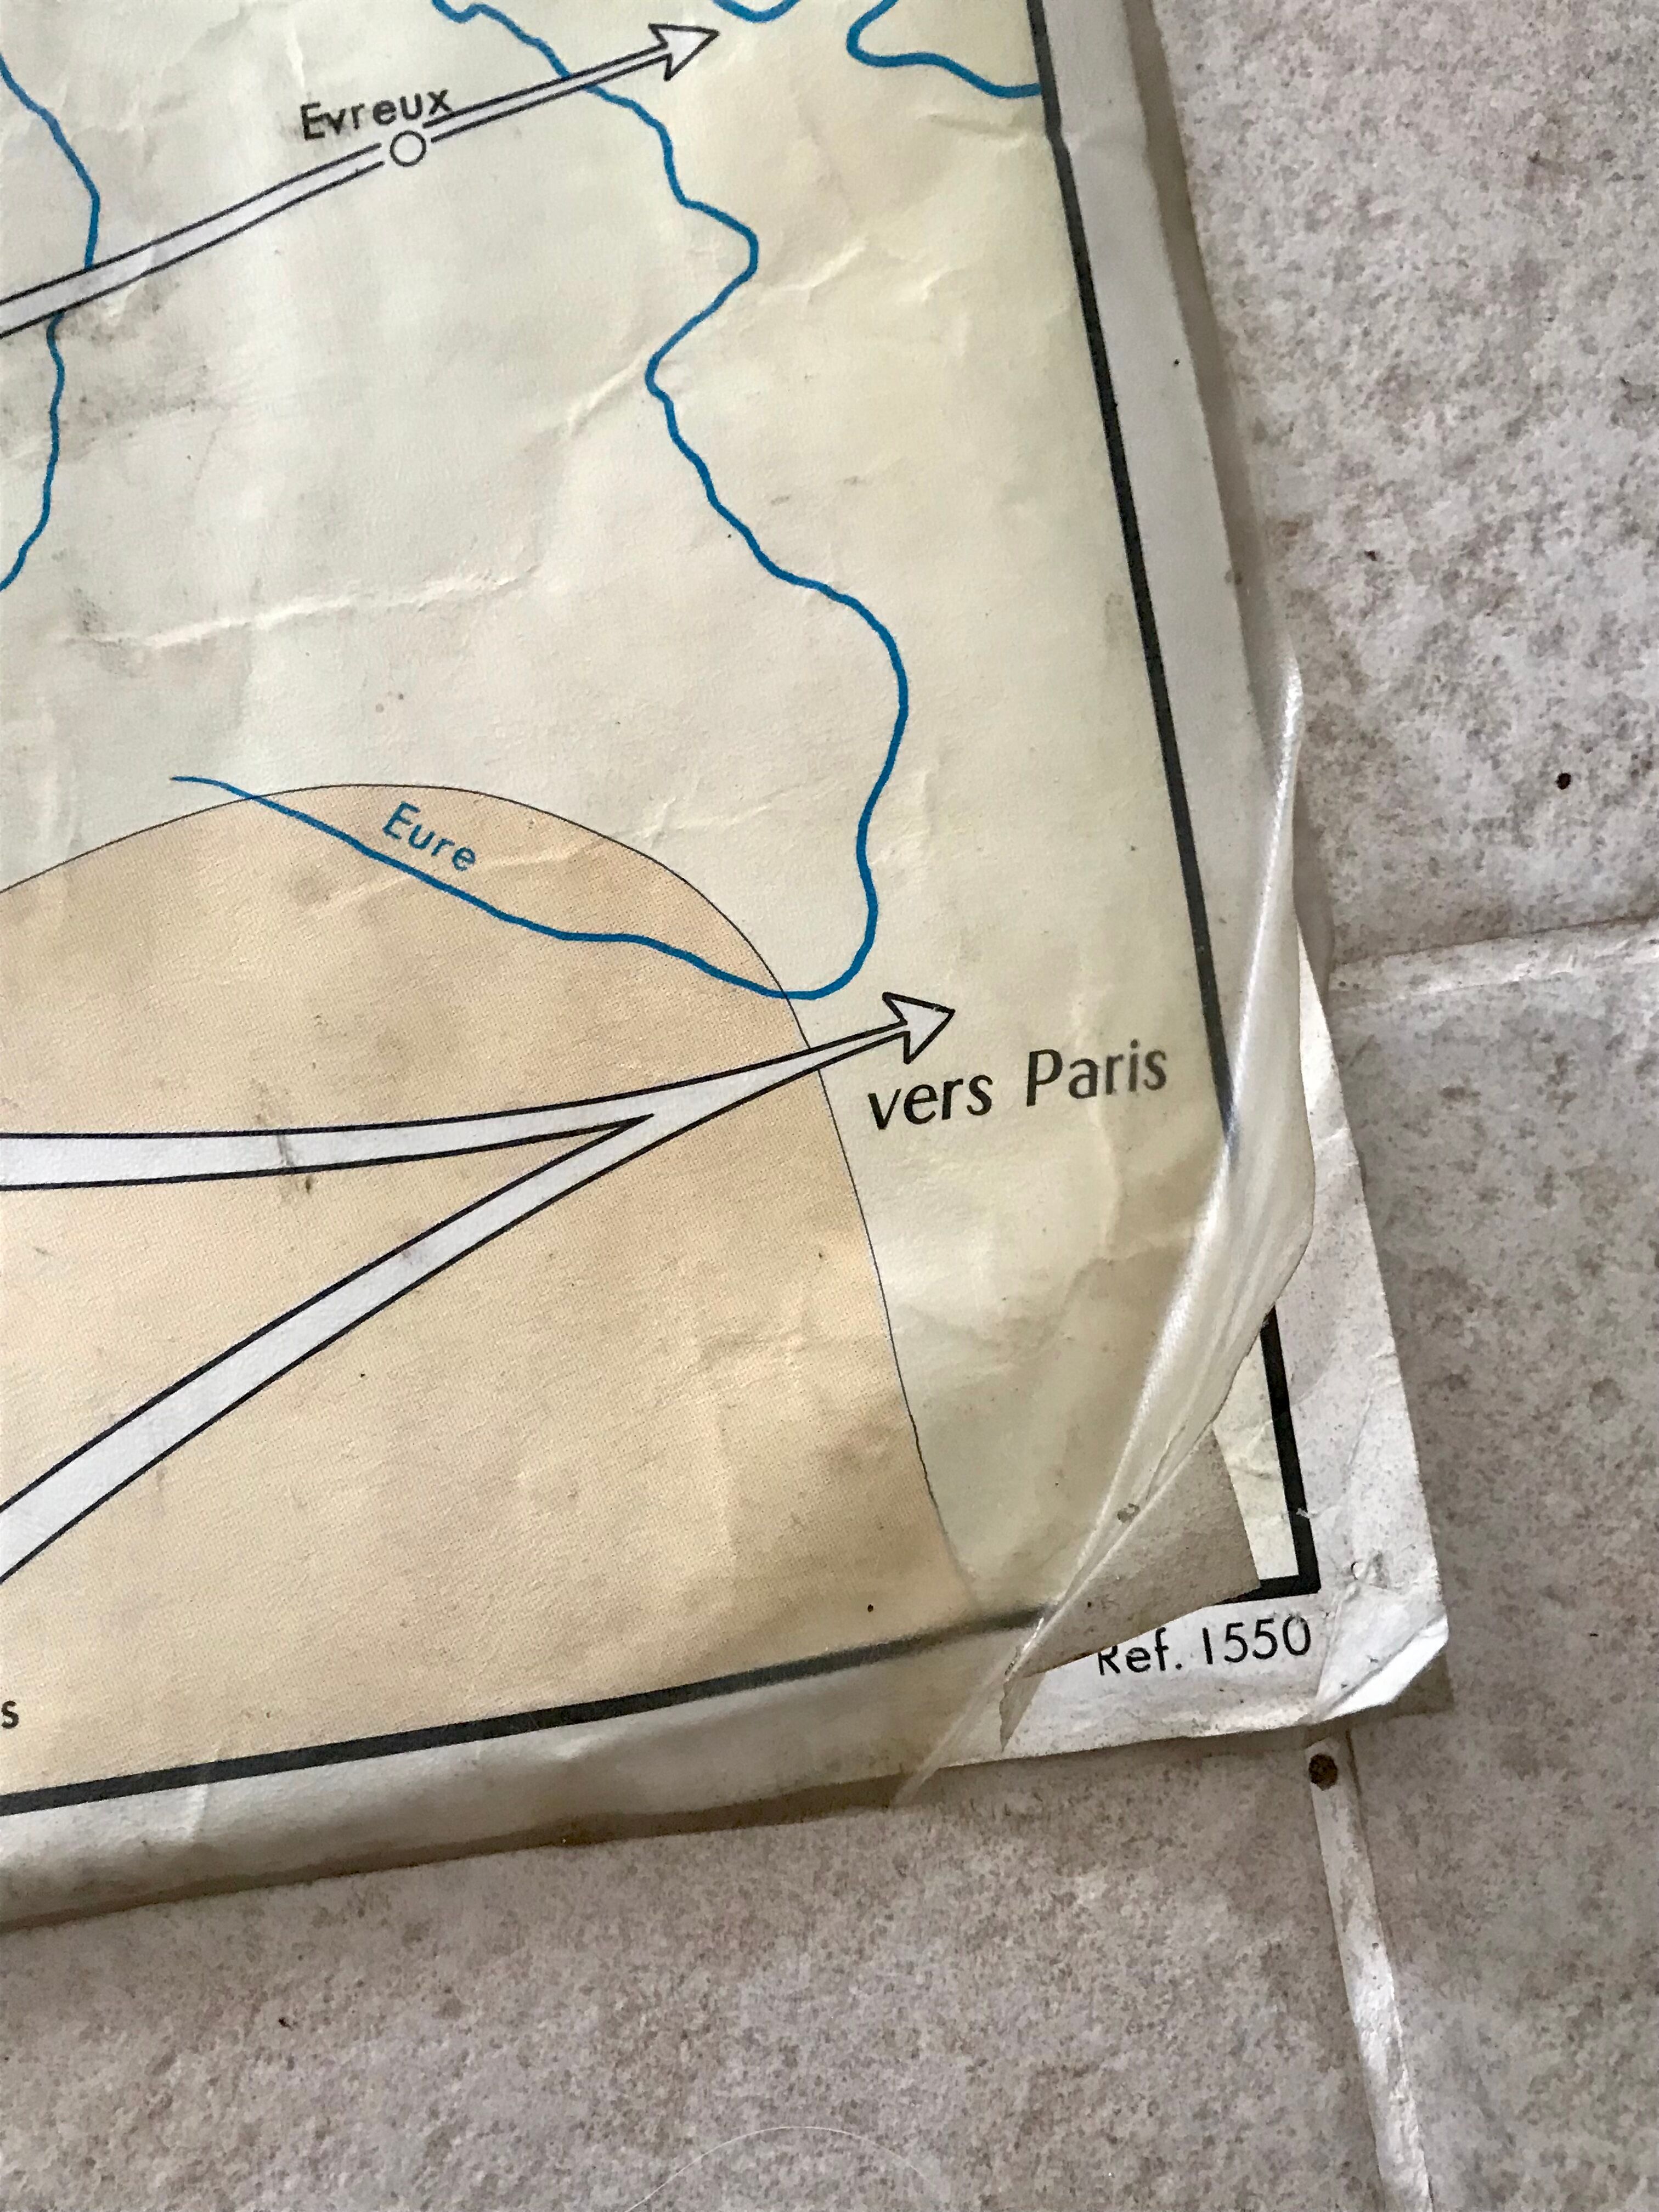 Evreux
Eure
vers Paris
s
Ref. 1550